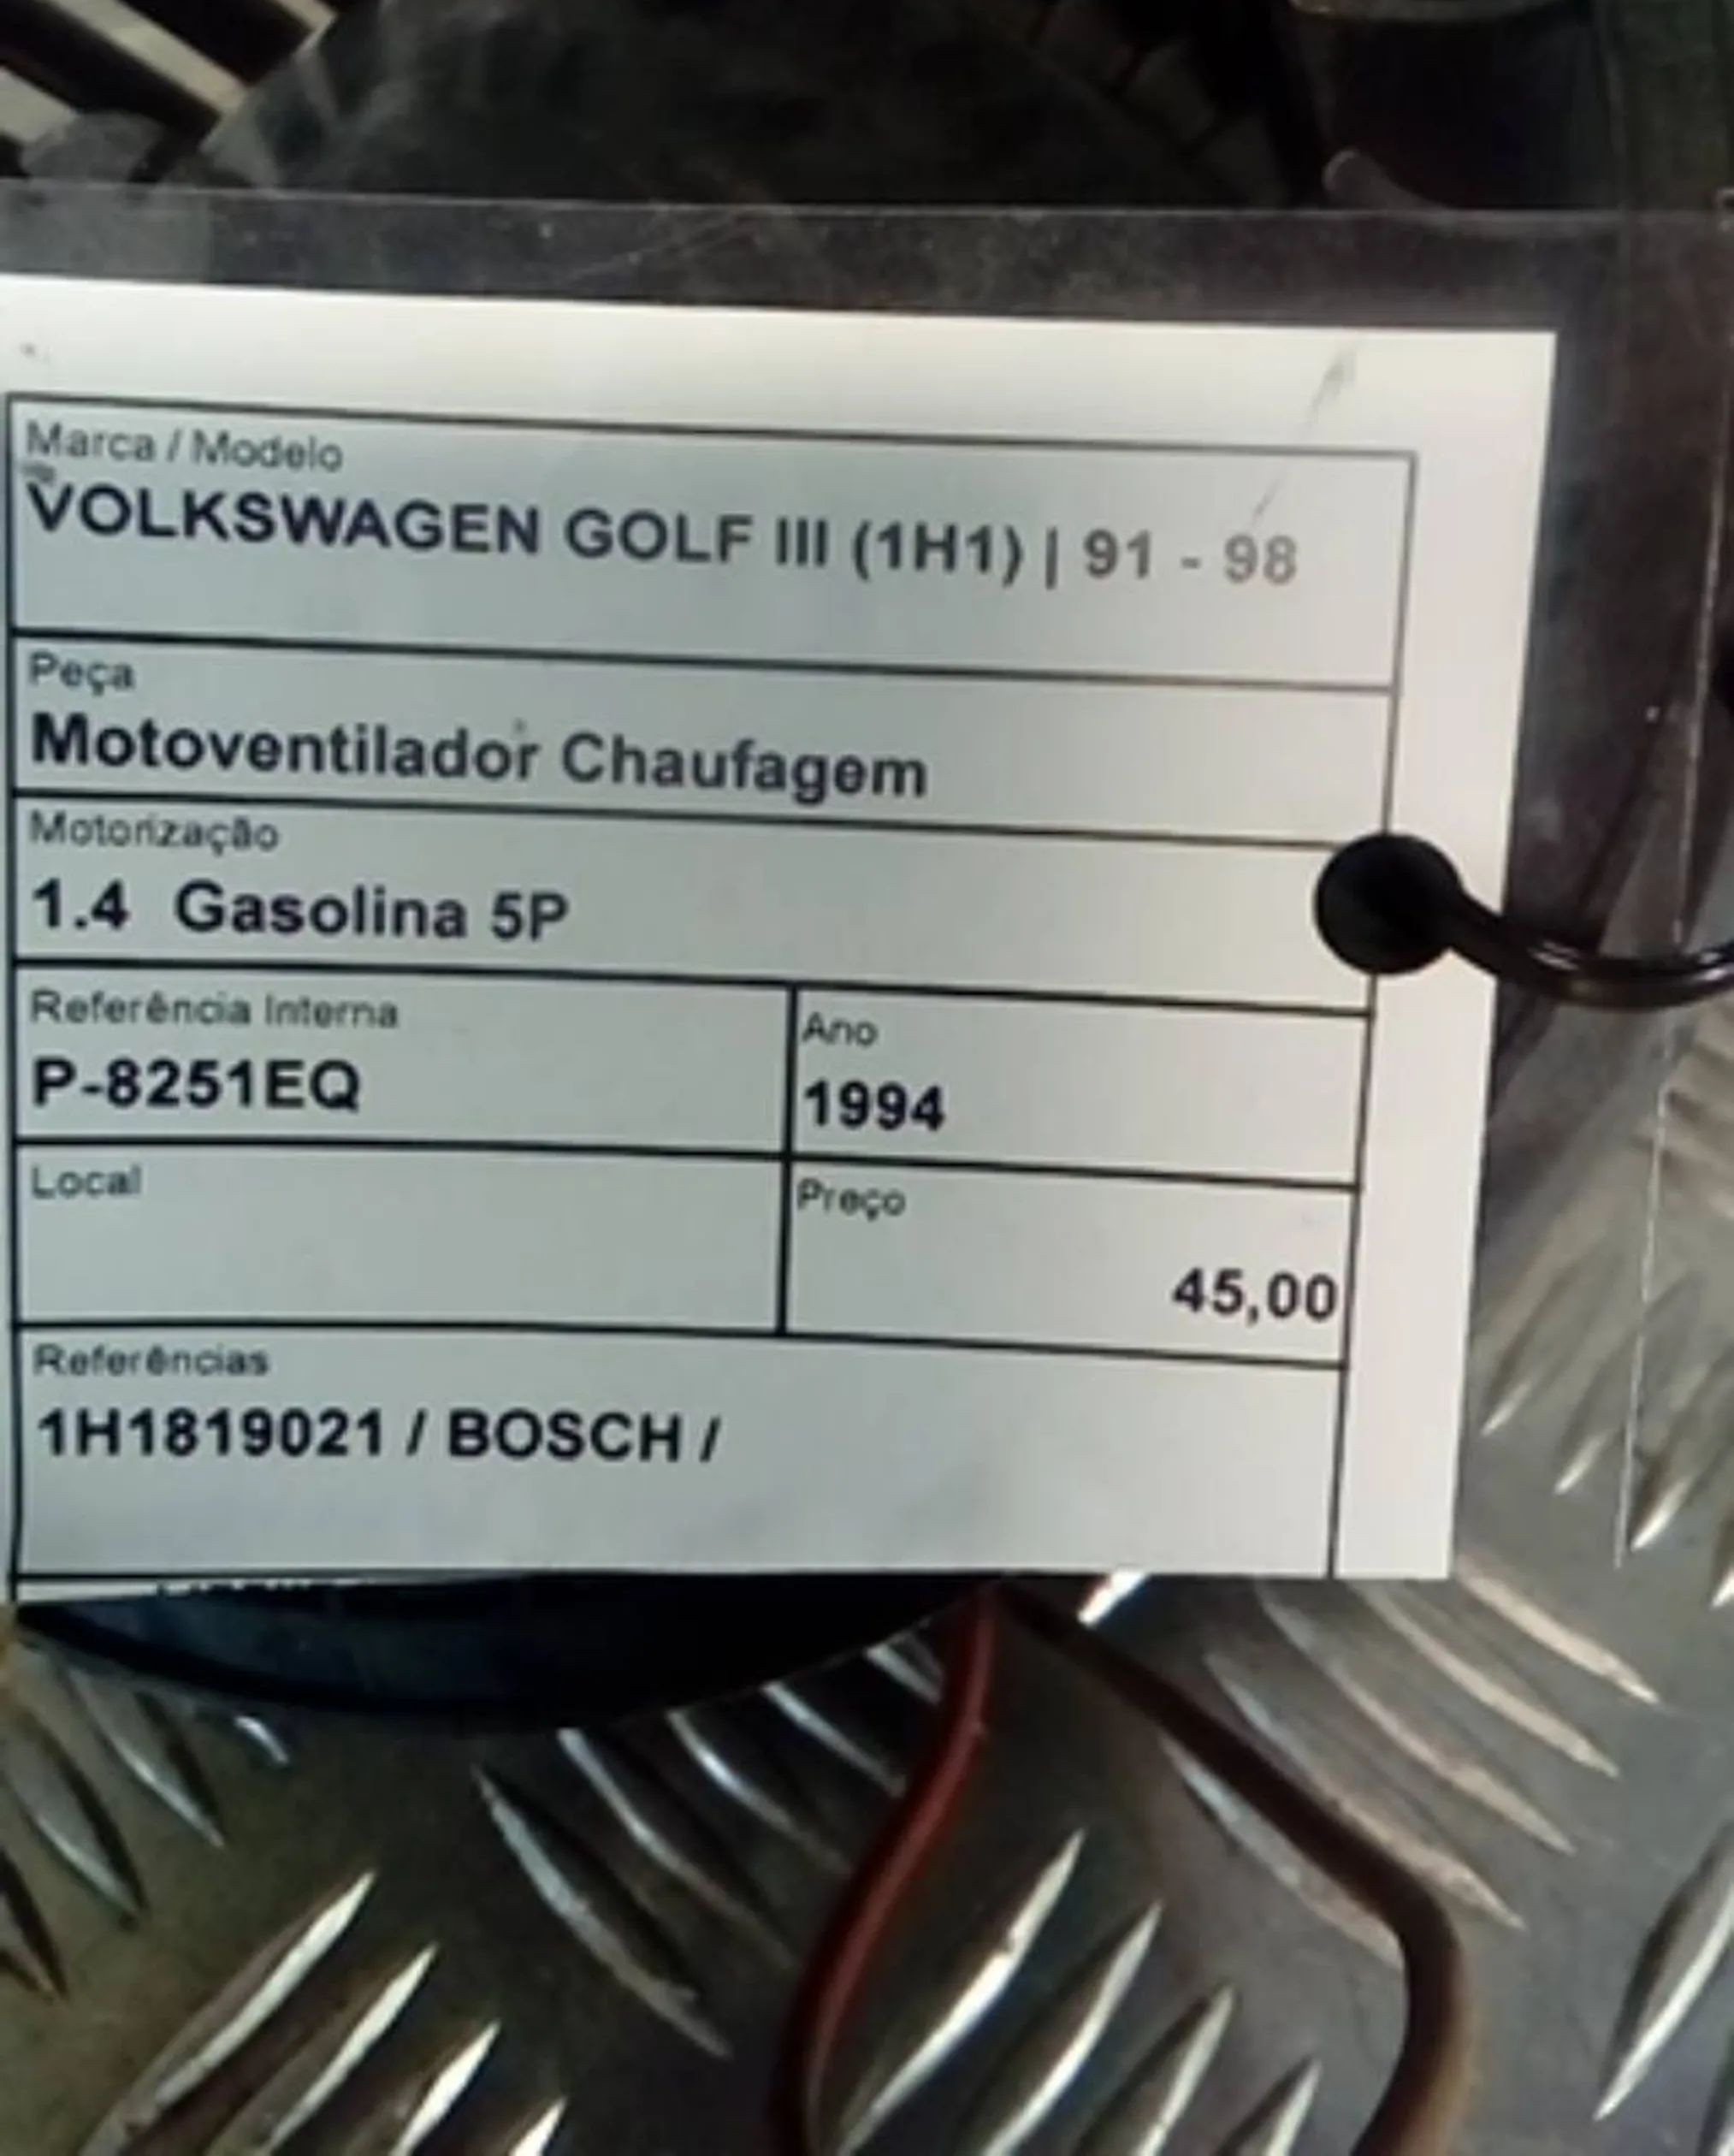 Marca / Modelo
VOLKSWAGEN GOLF III (1H1) | 91 - 98
Peça
Motoventilador Chaufagem
Motorização
1.4 Gasolina 5P
Referência Interna
P-8251EQ
Ano
1994
Local
Preço
45,00
Referências
1H1819021 / BOSCH /